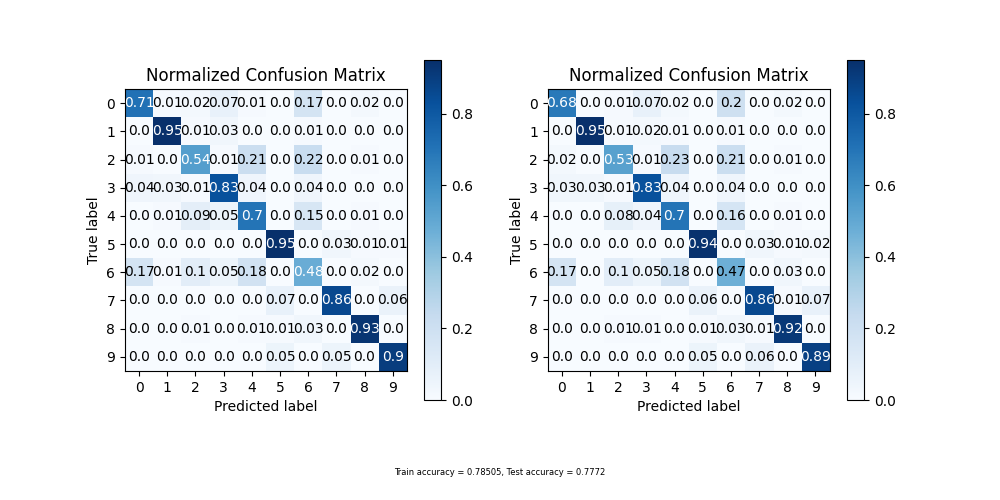 Normalized Confusion Matrix
0 0.71 0.01 0.02 0.07 0.01 0.0 0.17 0.0 0.02 0.0
1 0.0 0.95 0.01 0.03 0.0 0.0 0.01 0.0 0.0 0.0
2 0.01 0.0 0.54 0.01 0.21 0.0 0.22 0.0 0.01 0.0
3 0.04 0.03 0.01 0.83 0.04 0.0 0.04 0.0 0.0 0.0
4 0.0 0.01 0.09 0.05 0.7 0.0 0.15 0.0 0.01 0.0
5 0.0 0.0 0.0 0.0 0.0 0.95 0.0 0.03 0.01 0.01
6 0.17 0.01 0.1 0.05 0.18 0.0 0.48 0.0 0.02 0.0
7 0.0 0.0 0.0 0.0 0.0 0.07 0.0 0.86 0.0 0.06
8 0.0 0.0 0.01 0.0 0.01 0.01 0.03 0.0 0.93 0.0
9 0.0 0.0 0.0 0.0 0.0 0.05 0.0 0.05 0.0 0.9
0 1 2 3 4 5 6 7 8 9
True label
Predicted label
0.8
0.6
0.4
0.2
0.0
Normalized Confusion Matrix
0 0.68 0.0 0.01 0.07 0.02 0.0 0.2 0.0 0.02 0.0
1 0.0 0.95 0.01 0.02 0.01 0.0 0.01 0.0 0.0 0.0
2 0.02 0.0 0.53 0.01 0.23 0.0 0.21 0.0 0.01 0.0
3 0.03 0.03 0.01 0.83 0.04 0.0 0.04 0.0 0.0 0.0
4 0.0 0.0 0.08 0.04 0.7 0.0 0.16 0.0 0.01 0.0
5 0.0 0.0 0.0 0.0 0.0 0.94 0.0 0.03 0.01 0.02
6 0.17 0.0 0.1 0.05 0.18 0.0 0.47 0.0 0.03 0.0
7 0.0 0.0 0.0 0.0 0.0 0.06 0.0 0.86 0.01 0.07
8 0.0 0.0 0.01 0.01 0.0 0.01 0.03 0.01 0.92 0.0
9 0.0 0.0 0.0 0.0 0.0 0.05 0.0 0.06 0.0 0.89
0 1 2 3 4 5 6 7 8 9
True label
Predicted label
0.8
0.6
0.4
0.2
0.0
Train accuracy = 0.78505, Test accuracy = 0.7772